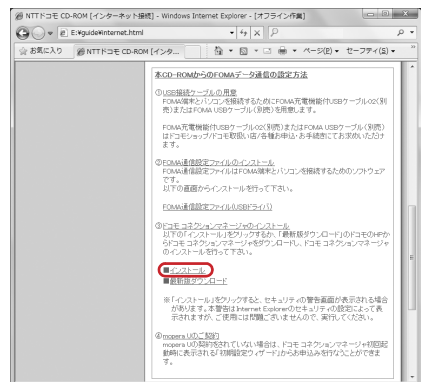 NTTドコモ CD-ROM [インターネット接続] - Windows Internet Explorer - [オフライン作業]
E:¥guide¥internet.html
お気に入り
NTTドコモ CD-ROM [インタ...
ページ(P)
セーフティ(S)
本CD-ROMからのFOMAデータ通信の設定方法
①USB接続ケーブルの用意
FOMA端末とパソコンを接続するためにFOMA充電機能付USBケーブル02(別
売)またはFOMA USBケーブル(別売)を用意します。
FOMA充電機能付USBケーブル02(別売)またはFOMA USBケーブル(別売)
はドコモショップ/ドコモ取扱い店/各種お申込・お手続きにてお求めいただけ
ます。
②FOMA通信設定ファイルのインストール
FOMA通信設定ファイルはFOMA端末とパソコンを接続するためのソフトウェア
です。
以下の画面からインストールを行って下さい。
FOMA通信設定ファイル(USBドライバ)
③ドコモ コネクションマネージャのインストール
以下の「インストール」をクリックするか、「最新版ダウンロード」のドコモのHPか
らドコモ コネクションマネージャをダウンロードし、ドコモ コネクションマネージャ
のインストールを行って下さい。
■インストール
■最新版ダウンロード
※「インストール」をクリックすると、セキュリティの警告画面が表示される場合
があります。本警告はInternet Explorerのセキュリティの設定によって表
示されますが、ご使用には問題ございませんので、実行してください。
④mopera Uのご契約
mopera Uの契約をされていない場合は、ドコモ コネクションマネージャ初回起
動時に表示される「初期設定ウィザード」からお申込みを行なうことができま
す。